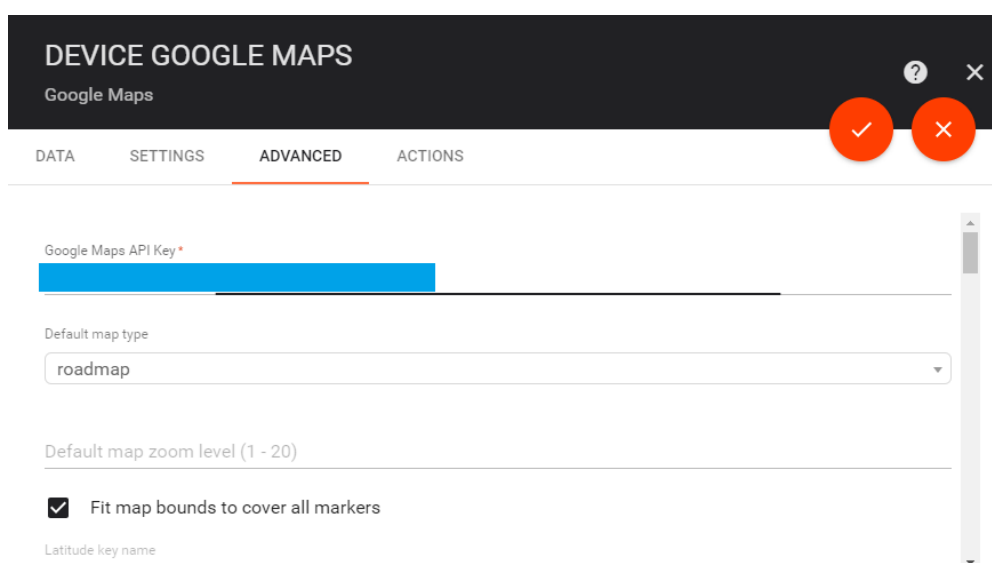 DEVICE GOOGLE MAPS
Google Maps
DATA SETTINGS ADVANCED ACTIONS
Google Maps API Key *
Default map type
roadmap
Default map zoom level (1 - 20)
Fit map bounds to cover all markers
Latitude key name